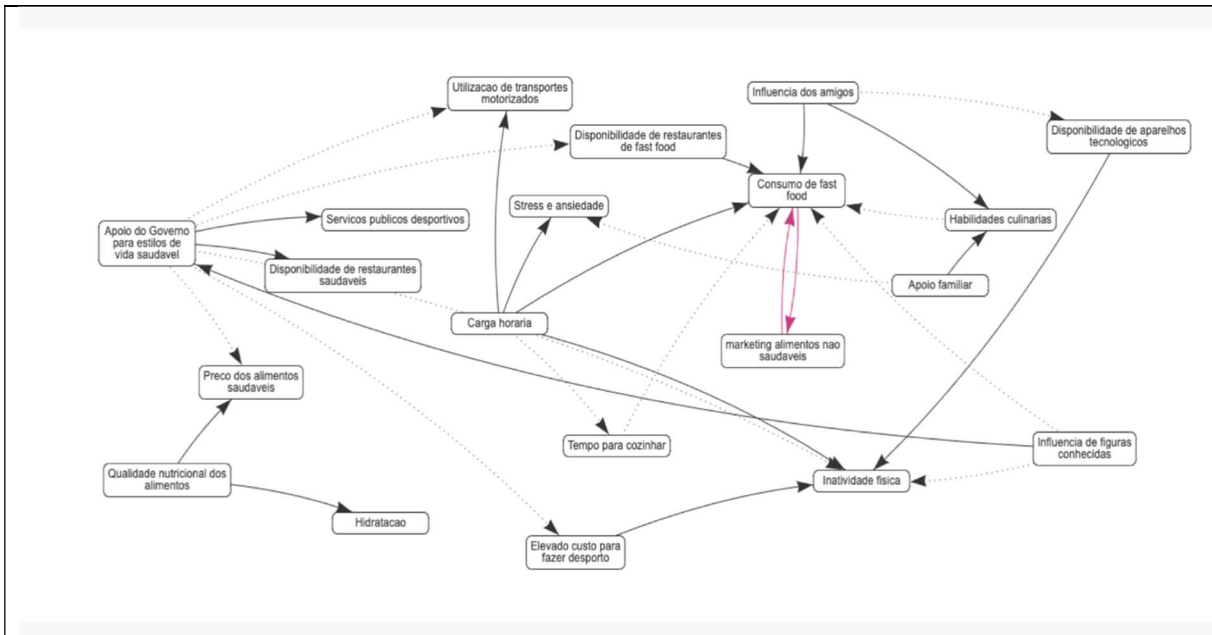 Utilizacao de transportes
motorizados
Influencia dos amigos
Disponibilidade de restaurantes
de fast food
Disponibilidade de aparelhos
tecnologicos
Consumo de fast
food
Stress e ansiedade
Servicos publicos desportivos
Habilidades culinarias
Apoio do Governo
para estilos de
vida saudavel
Disponibilidade de restaurantes
saudaveis
Apoio familiar
Carga horaria
marketing alimentos nao
saudaveis
Preco dos alimentos
saudaveis
Tempo para cozinhar
Influencia de figuras
conhecidas
Qualidade nutricional dos
alimentos
Inatividade fisica
Hidratacao
Elevado custo para
fazer desporto